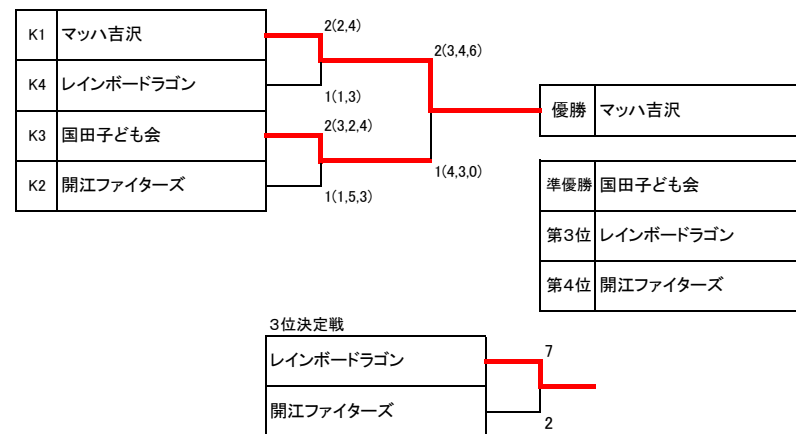 K1 マッハ吉沢
2(2,4)
2(3,4,6)
K4 レインボードラゴン
1(1,3)
優勝 マッハ吉沢
K3 国田子ども会
2(3,2,4)
1(4,3,0)
K2 開江ファイターズ
1(1,5,3)
準優勝 国田子ども会
第3位 レインボードラゴン
第4位 開江ファイターズ
3位決定戦
レインボードラゴン
7
開江ファイターズ
2